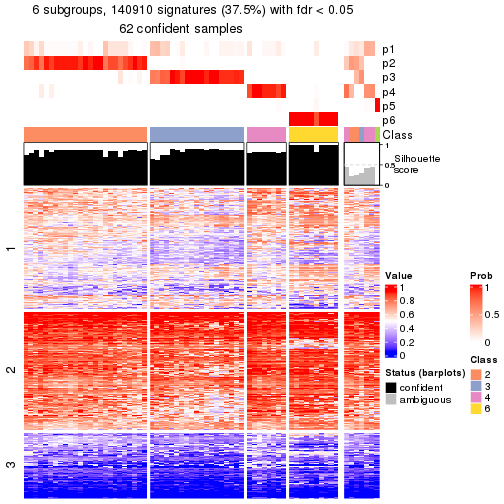 6 subgroups, 140910 signatures (37.5%) with fdr < 0.05
62 confident samples
p1
p2
p3
p4
p5
p6
Class
1
0.5
0
Silhouette
score
1
2
3
Value
1
0.8
0.6
0.4
0.2
0
Prob
1
0.5
0
Status (barplots)
confident
ambiguous
Class
2
3
4
6